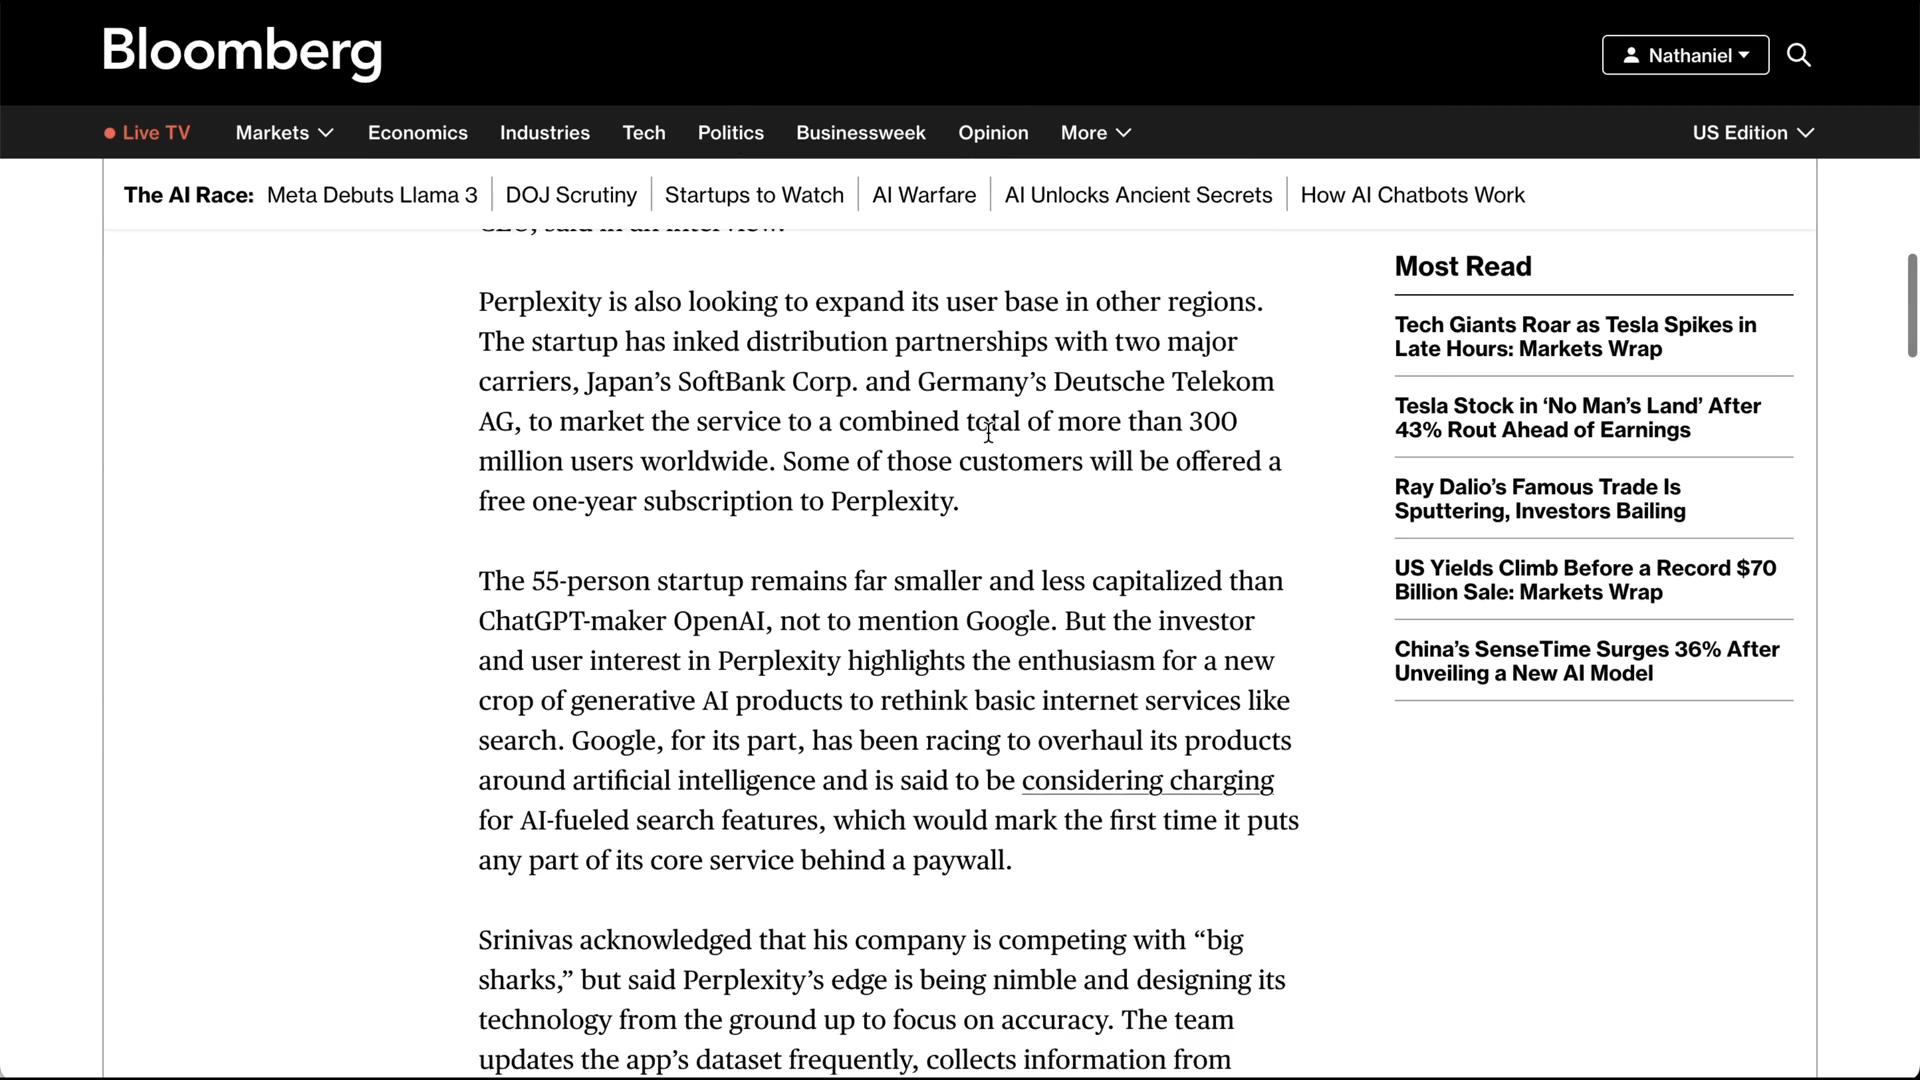 Bloomberg
Nathaniel
Live TV
Markets
Economics
Industries
Tech
Politics
Businessweek
Opinion
More
US Edition
The AI Race:
Meta Debuts Llama 3
DOJ Scrutiny
Startups to Watch
AI Warfare
AI Unlocks Ancient Secrets
How AI Chatbots Work
CEO, said in an interview.
Perplexity is also looking to expand its user base in other regions.
The startup has inked distribution partnerships with two major
carriers, Japan’s SoftBank Corp. and Germany’s Deutsche Telekom
AG, to market the service to a combined total of more than 300
million users worldwide. Some of those customers will be offered a
free one-year subscription to Perplexity.
The 55-person startup remains far smaller and less capitalized than
ChatGPT-maker OpenAI, not to mention Google. But the investor
and user interest in Perplexity highlights the enthusiasm for a new
crop of generative AI products to rethink basic internet services like
search. Google, for its part, has been racing to overhaul its products
around artificial intelligence and is said to be considering charging
for AI-fueled search features, which would mark the first time it puts
any part of its core service behind a paywall.
Srinivas acknowledged that his company is competing with “big
sharks,” but said Perplexity’s edge is being nimble and designing its
technology from the ground up to focus on accuracy. The team
updates the app’s dataset frequently, collects information from
Most Read
Tech Giants Roar as Tesla Spikes in
Late Hours: Markets Wrap
Tesla Stock in ‘No Man’s Land’ After
43% Rout Ahead of Earnings
Ray Dalio’s Famous Trade Is
Sputtering, Investors Bailing
US Yields Climb Before a Record $70
Billion Sale: Markets Wrap
China’s SenseTime Surges 36% After
Unveiling a New AI Model